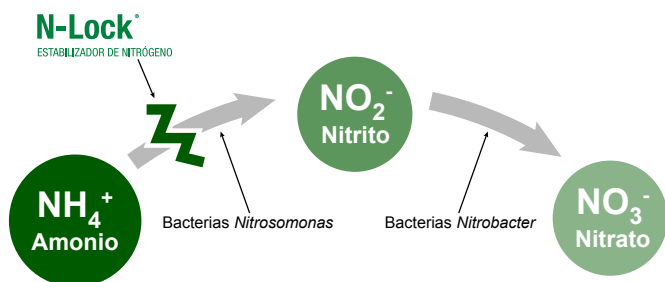 N-Lock®
ESTABILIZADOR DE NITRÓGENO
NO₂⁻
Nitrito
NH₄⁺
Amonio
Bacterias Nitrosomonas
Bacterias Nitrobacter
NO₃⁻
Nitrato